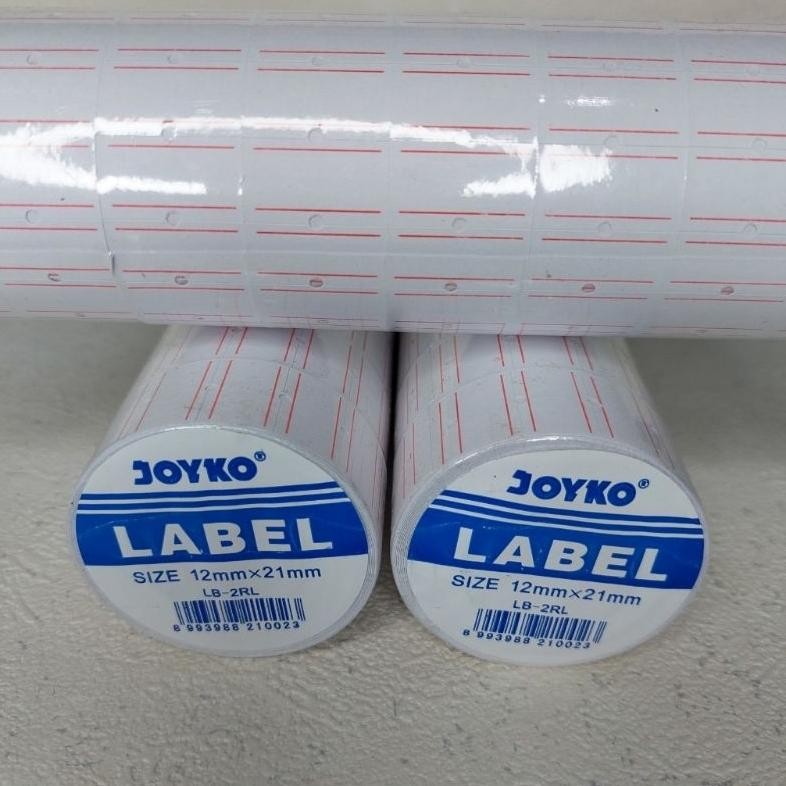 JOYKO®
LABEL
SIZE 12mm×21mm
LB-2RL
8 993988 210023
JOYKO®
LABEL
SIZE 12mm×21mm
LB-2RL
8 993988 210023